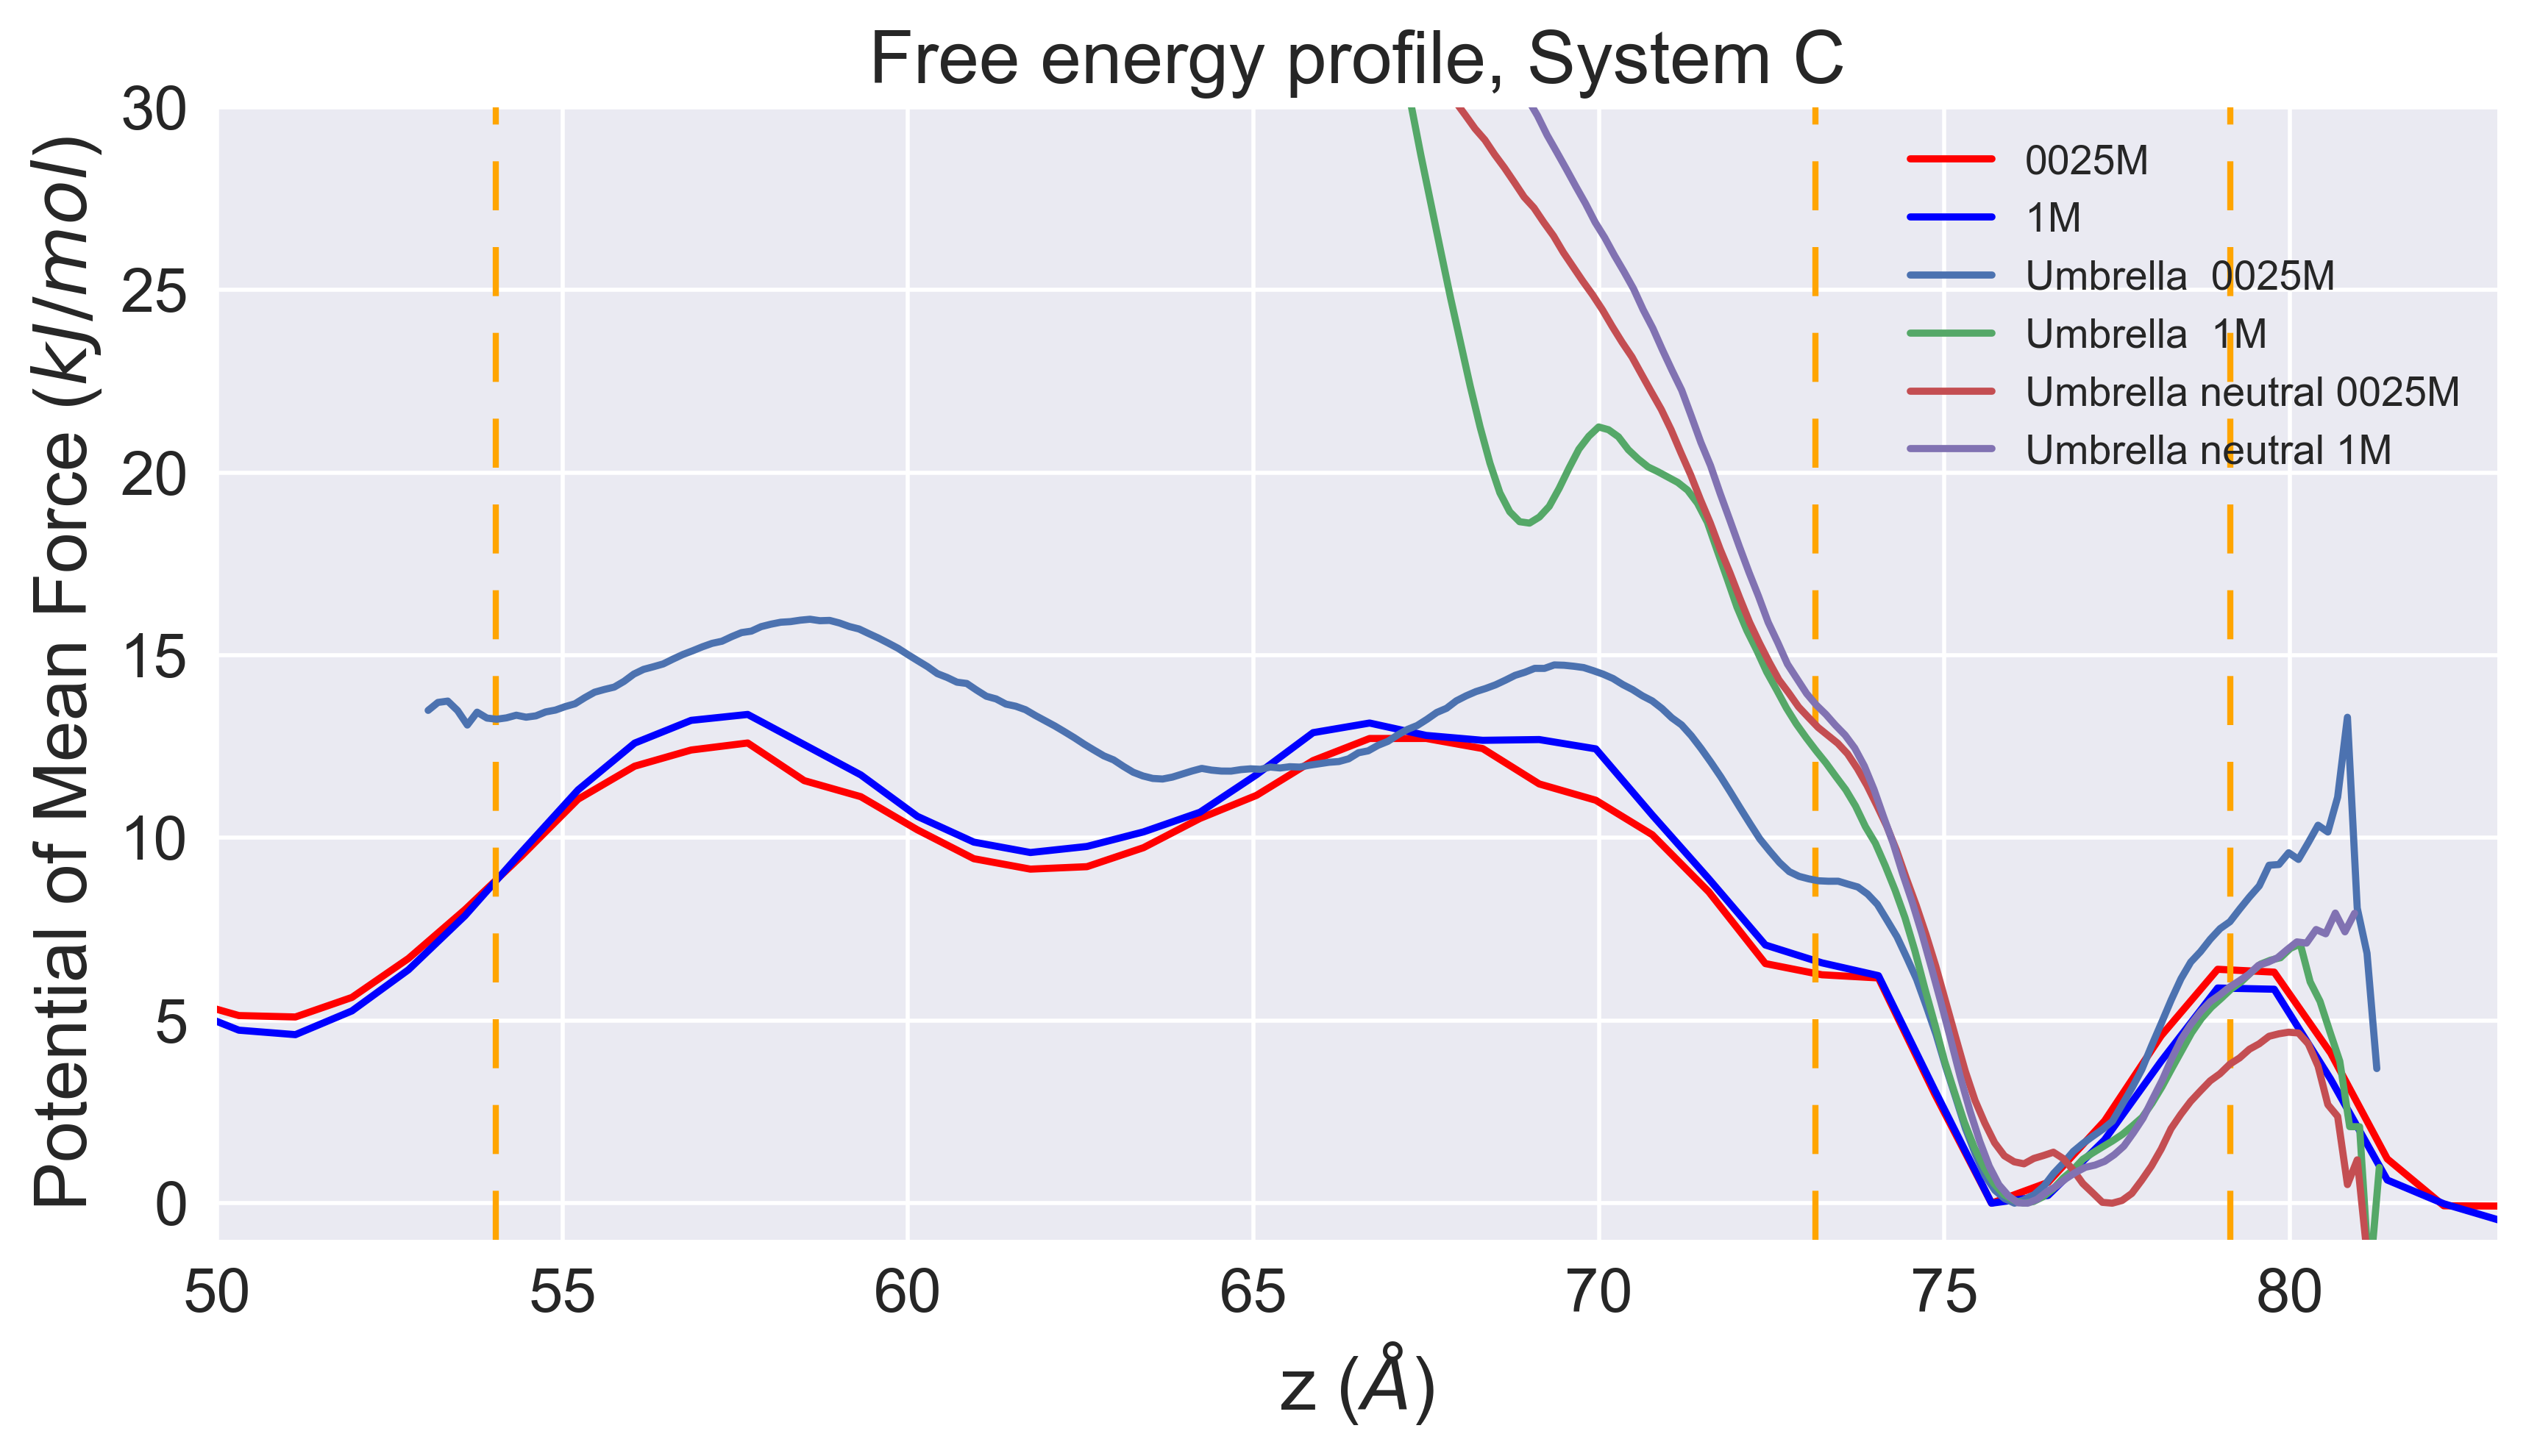 Free energy profile, System C
Potential of Mean Force (kJ/mol)
30
25
20
15
10
5
0
0025M
1M
Umbrella  0025M
Umbrella  1M
Umbrella neutral 0025M
Umbrella neutral 1M
50 55 60 65 70 75 80
z (Å)